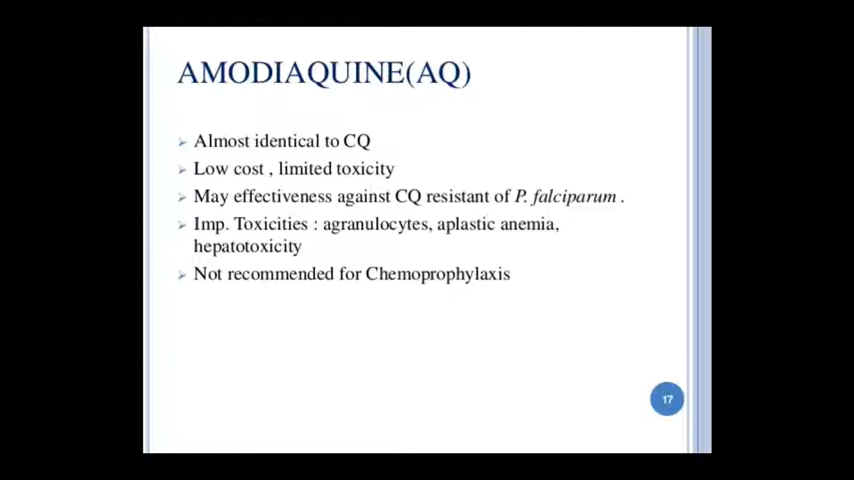 AMODIAQUINE(AQ)
Almost identical to CQ
Low cost , limited toxicity
May effectiveness against CQ resistant of P. falciparum .
Imp. Toxicities : agranulocytes, aplastic anemia,
hepatotoxicity
Not recommended for Chemoprophylaxis
17